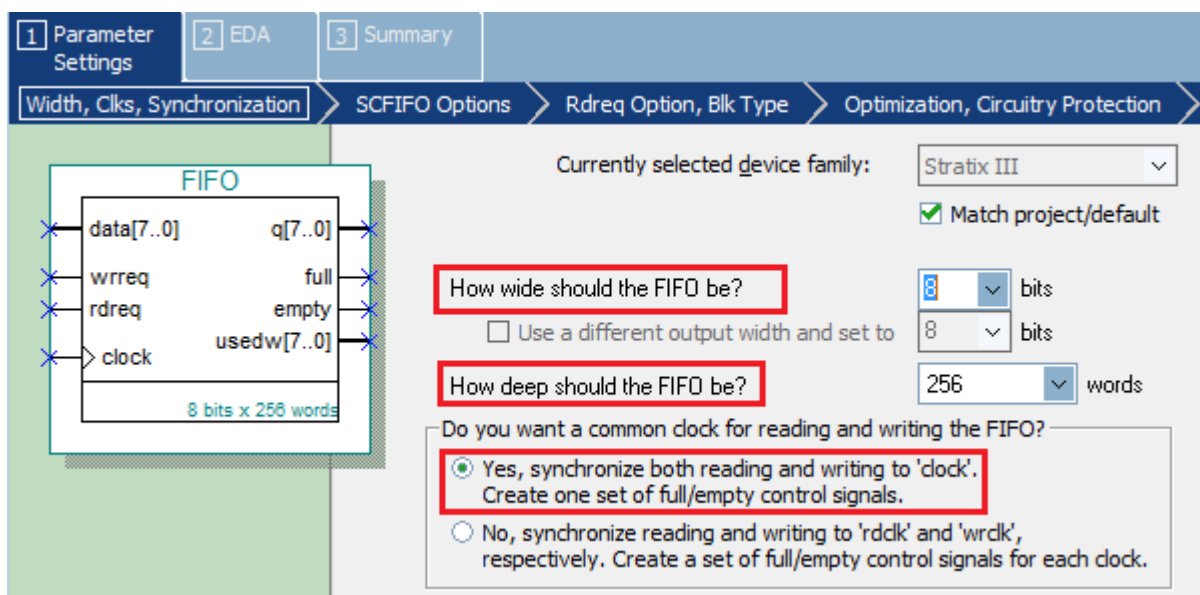 1 Parameter Settings
2 EDA
3 Summary
Width, Clks, Synchronization
SCFIFO Options
Rdreq Option, Blk Type
Optimization, Circuitry Protection
FIFO
data[7..0]
q[7..0]
wrreq
full
rdreq
empty
usedw[7..0]
clock
8 bits x 256 words
Currently selected device family:
Stratix III
Match project/default
How wide should the FIFO be?
8
bits
Use a different output width and set to
8
bits
How deep should the FIFO be?
256
words
Do you want a common clock for reading and writing the FIFO?
Yes, synchronize both reading and writing to 'clock'.
Create one set of full/empty control signals.
No, synchronize reading and writing to 'rdclk' and 'wrclk',
respectively. Create a set of full/empty control signals for each clock.